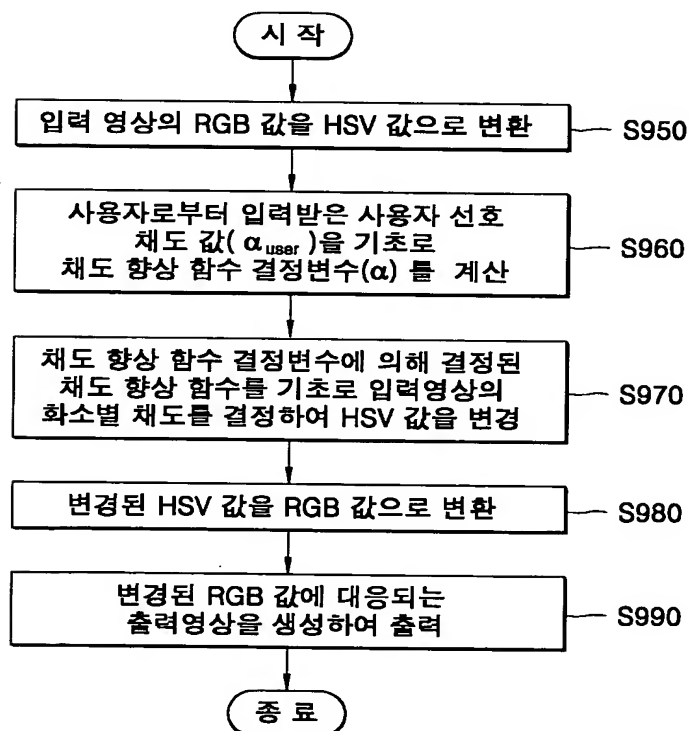 시 작
입력 영상의 RGB 값을 HSV 값으로 변환
S950
사용자로부터 입력받은 사용자 선호
채도 값( αuser )을 기초로
채도 향상 함수 결정변수(α) 를 계산
S960
채도 향상 함수 결정변수에 의해 결정된
채도 향상 함수를 기초로 입력영상의
화소별 채도를 결정하여 HSV 값을 변경
S970
변경된 HSV 값을 RGB 값으로 변환
S980
변경된 RGB 값에 대응되는
출력영상을 생성하여 출력
S990
종 료